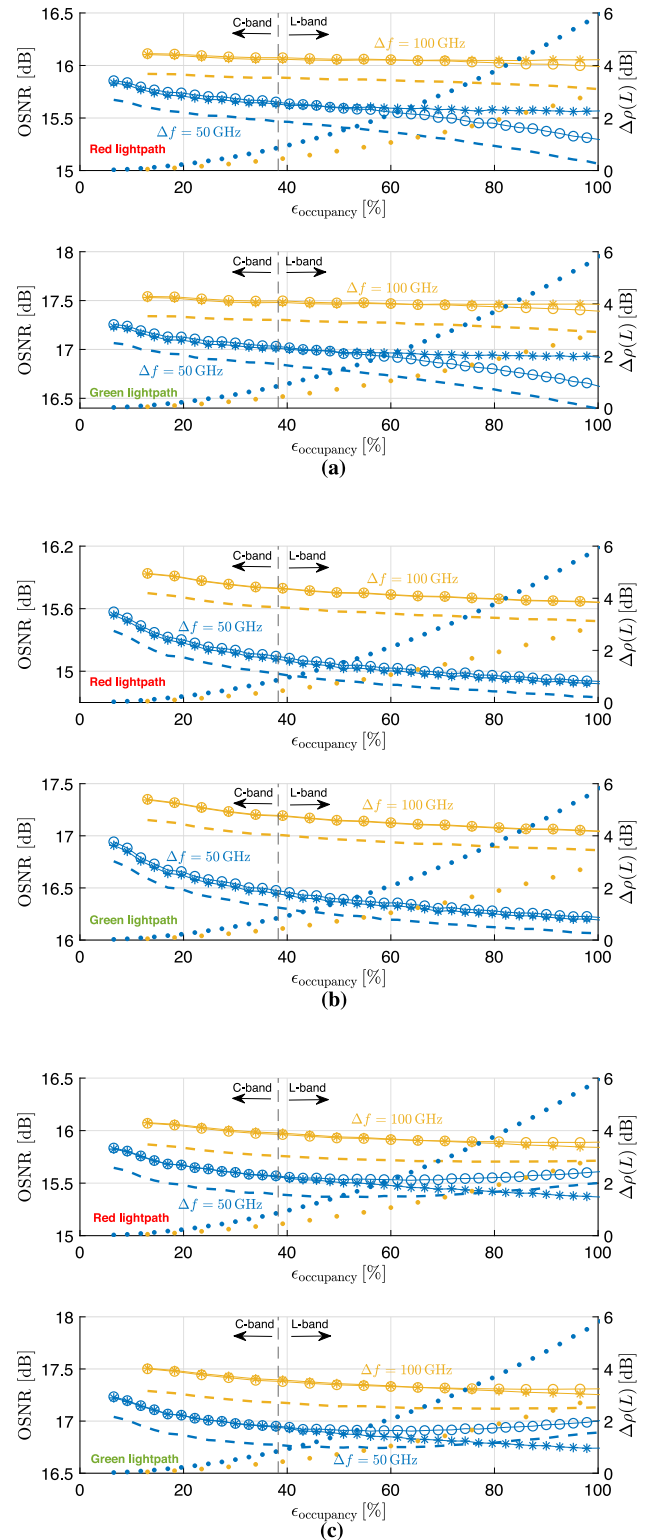 16.5
16
15.5
15
OSNR [dB]
C-band
L-band
Δf = 100 GHz
Δf = 50 GHz
Red lightpath
6
4
2
0
Δρ(L) [dB]
0 20 40 60 80 100
ϵoccupancy [%]
18
17.5
17
16.5
OSNR [dB]
C-band
L-band
Δf = 100 GHz
Δf = 50 GHz
Green lightpath
6
4
2
0
Δρ(L) [dB]
0 20 40 60 80 100
ϵoccupancy [%]
(a)
16.2
15.6
15
OSNR [dB]
C-band
L-band
Δf = 100 GHz
Δf = 50 GHz
Red lightpath
6
4
2
0
Δρ(L) [dB]
0 20 40 60 80 100
ϵoccupancy [%]
17.5
17
16.5
16
OSNR [dB]
C-band
L-band
Δf = 100 GHz
Δf = 50 GHz
Green lightpath
6
4
2
0
Δρ(L) [dB]
0 20 40 60 80 100
ϵoccupancy [%]
(b)
16.5
16
15.5
15
OSNR [dB]
C-band
L-band
Δf = 100 GHz
Δf = 50 GHz
Red lightpath
6
4
2
0
Δρ(L) [dB]
0 20 40 60 80 100
ϵoccupancy [%]
18
17.5
17
16.5
OSNR [dB]
C-band
L-band
Δf = 100 GHz
Δf = 50 GHz
Green lightpath
6
4
2
0
Δρ(L) [dB]
0 20 40 60 80 100
ϵoccupancy [%]
(c)